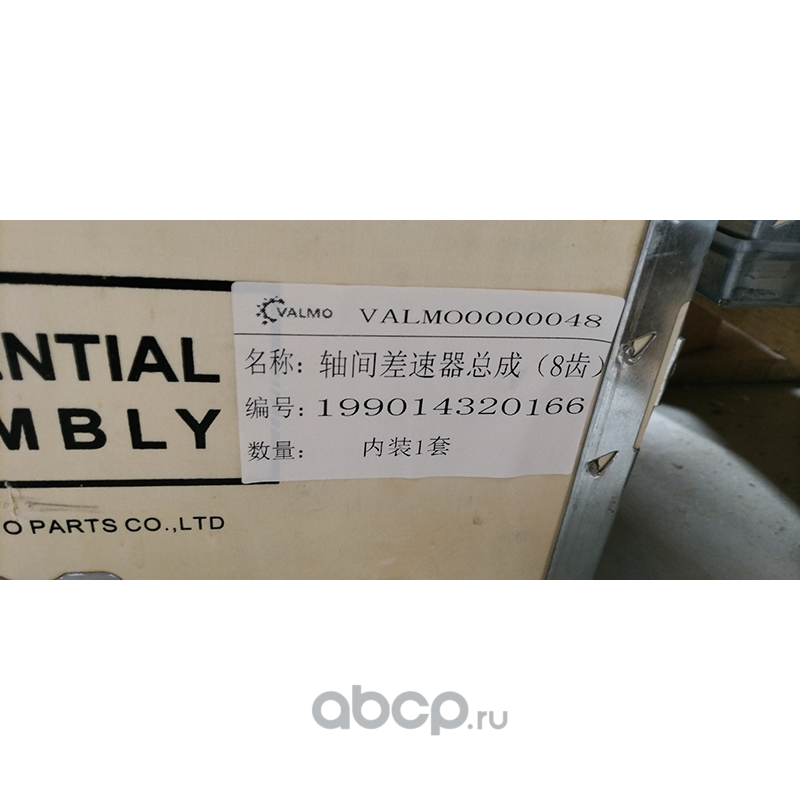 VALMO VALMO0000048
名称：轴间差速器总成（8齿）
编号：199014320166
数量： 内装1套
NTIAL
MBLY
O PARTS CO.,LTD
abcp.ru